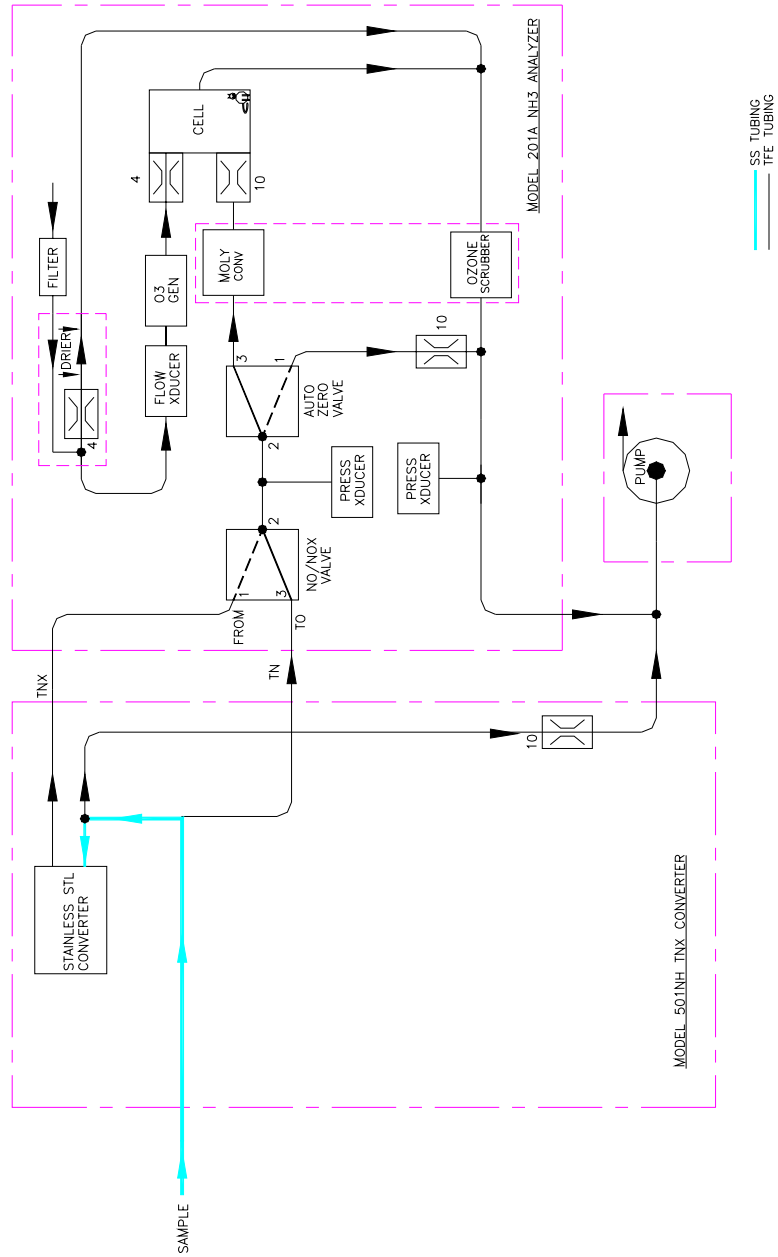 SAMPLE
STAINLESS STL
CONVERTER
MODEL 501NH TNX CONVERTER
10
TNX
TN
FROM
TO
1
3
2
NO/NOX
VALVE
PRESS
XDUCER
PRESS
XDUCER
2
3
1
AUTO
ZERO
VALVE
10
4
DRIER
FILTER
FLOW
XDUCER
O3
GEN
MOLY
CONV
OZONE
SCRUBBER
4
10
CELL
MODEL 201A NH3 ANALYZER
PUMP
SS TUBING
TFE TUBING